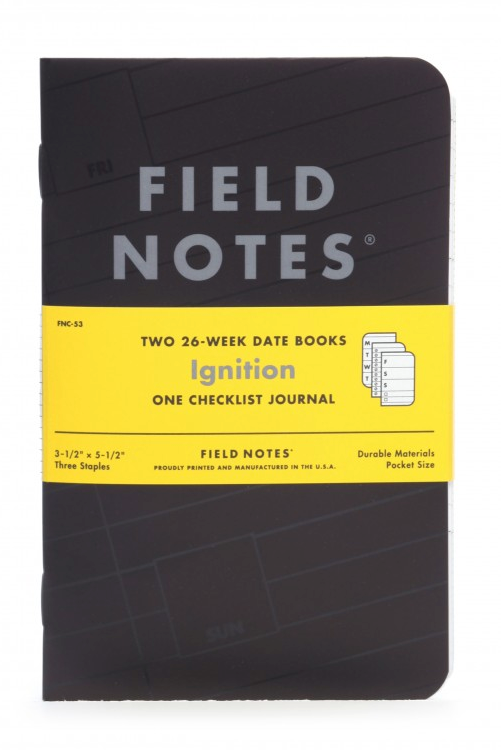 FRI
FIELD
NOTES®
FNC-53
TWO 26-WEEK DATE BOOKS
Ignition
ONE CHECKLIST JOURNAL
M
T
W
T
F
S
S
3-1/2" × 5-1/2"
Three Staples
FIELD NOTES®
PROUDLY PRINTED AND MANUFACTURED IN THE U.S.A.
Durable Materials
Pocket Size
SUN